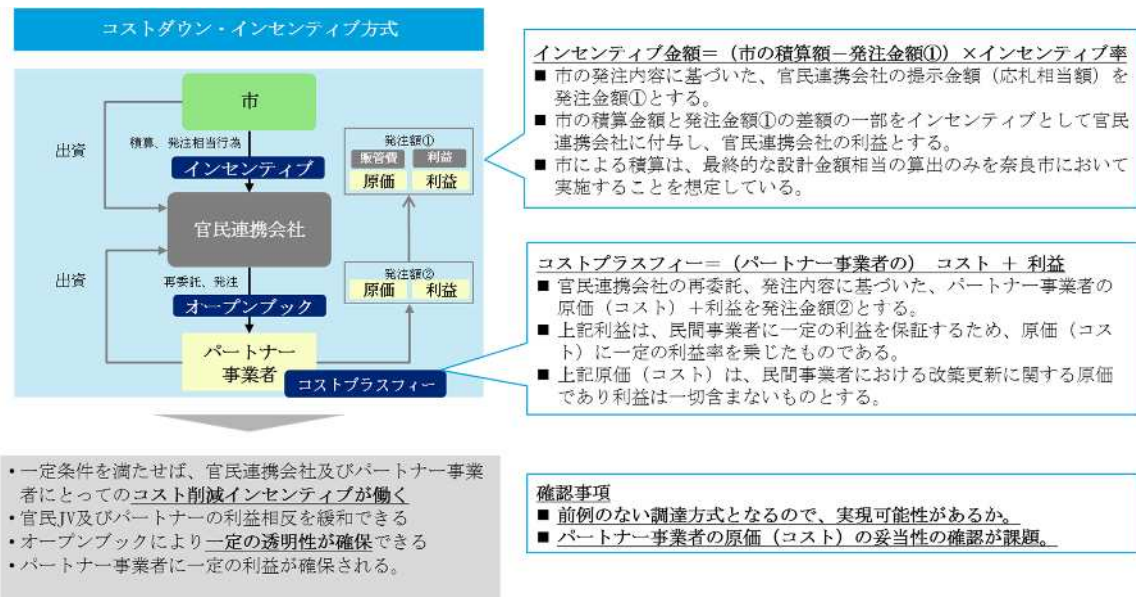 コストダウン・インセンティブ方式
市
出資
積算、発注相当行為
インセンティブ
発注額①
販管費
利益
原価
利益
官民連携会社
出資
再委託、発注
オープンブック
発注額②
原価
利益
パートナー
事業者
コストプラスフィー
インセンティブ金額＝（市の積算額－発注金額①）×インセンティブ率
■ 市の発注内容に基づいた、官民連携会社の提示金額（応札相当額）を
発注金額①とする。
■ 市の積算金額と発注金額①の差額の一部をインセンティブとして官民
連携会社に付与し、官民連携会社の利益とする。
■ 市による積算は、最終的な設計金額相当の算出のみを奈良市において
実施することを想定している。
コストプラスフィー＝（パートナー事業者の） コスト ＋ 利益
■ 官民連携会社の再委託、発注内容に基づいた、パートナー事業者の
原価（コスト）＋利益を発注金額②とする。
■ 上記利益は、民間事業者に一定の利益を保証するため、原価（コス
ト）に一定の利益率を乗じたものである。
■ 上記原価（コスト）は、民間事業者における改築更新に関する原価
であり利益は一切含まないものとする。
・一定条件を満たせば、官民連携会社及びパートナー事業
者にとってのコスト削減インセンティブが働く
・官民JV及びパートナーの利益相反を緩和できる
・オープンブックにより一定の透明性が確保できる
・パートナー事業者に一定の利益が確保される。
確認事項
■ 前例のない調達方式となるので、実現可能性があるか。
■ パートナー事業者の原価（コスト）の妥当性の確認が課題。